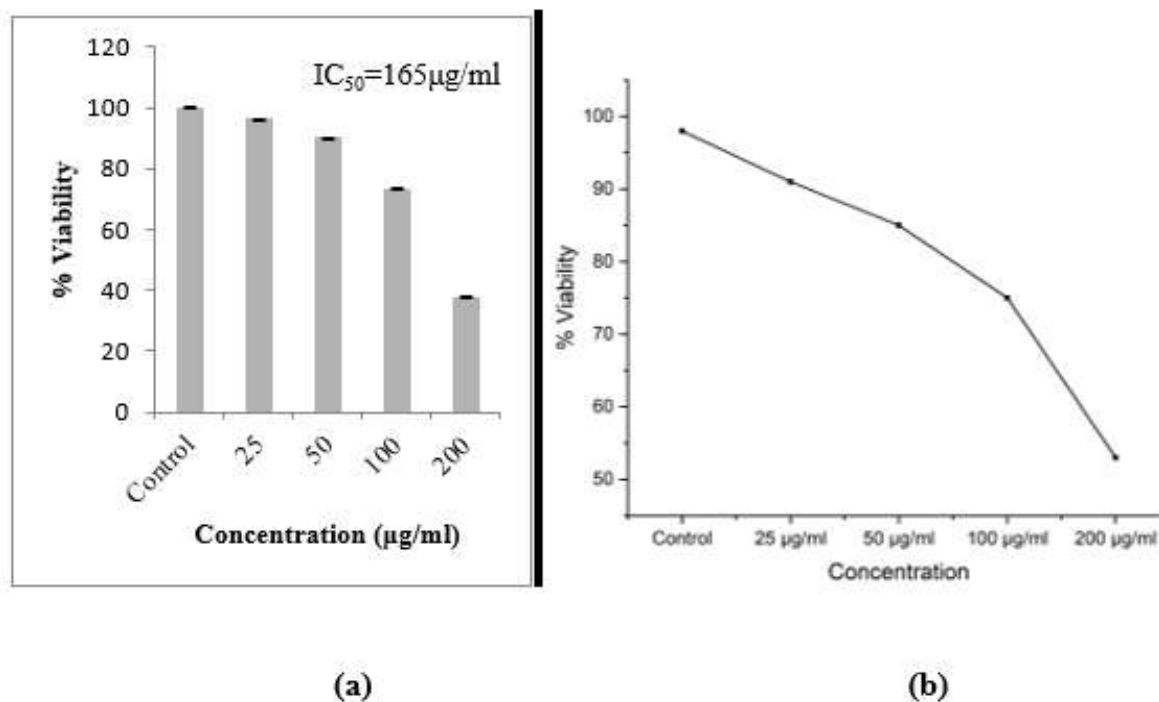 120
100
80
60
40
20
0
% Viability
IC50=165µg/ml
Control
25
50
100
200
Concentration (µg/ml)
(a)
100
90
80
70
60
50
% Viability
Control
25 µg/ml
50 µg/ml
100 µg/ml
200 µg/ml
Concentration
(b)